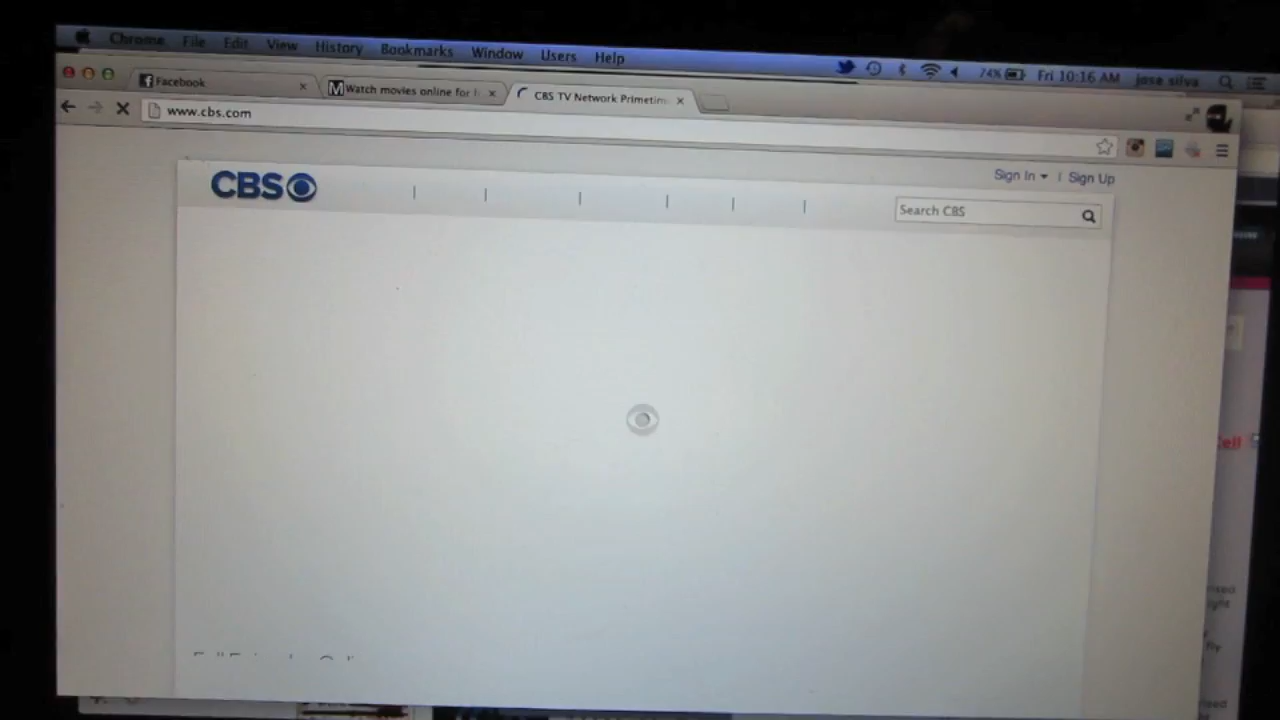 Chrome File Edit View History Bookmarks Window Users Help 74% Fri 10:16 AM jose silva
Facebook Watch movies online for CBS TV Network Primetim
www.cbs.com
Sign In | Sign Up
CBS
Search CBS